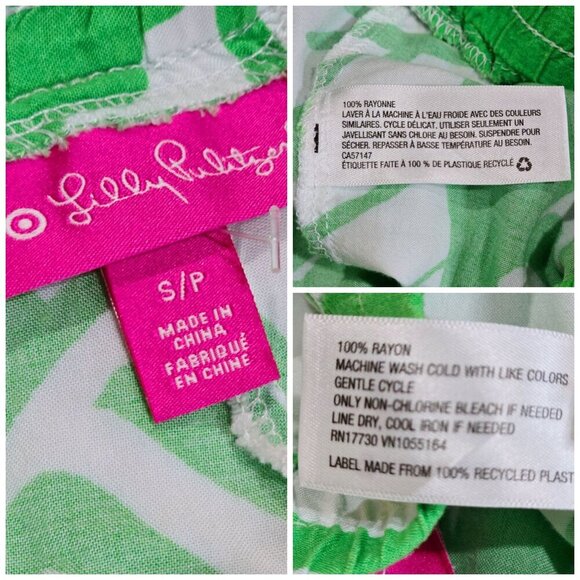 Lilly Pulitzer
S/P
MADE IN
CHINA
FABRIQUÉ
EN CHINE
100% RAYONNE
LAVER À LA MACHINE À L'EAU FROIDE AVEC DES COULEURS
SIMILAIRES. CYCLE DÉLICAT, UTILISER SEULEMENT UN
JAVELLISANT SANS CHLORE AU BESOIN. SUSPENDRE POUR
SÉCHER. REPASSER À BASSE TEMPÉRATURE AU BESOIN.
CA57147
ÉTIQUETTE FAITE À 100 % DE PLASTIQUE RECYCLÉ
100% RAYON
MACHINE WASH COLD WITH LIKE COLORS
GENTLE CYCLE
ONLY NON-CHLORINE BLEACH IF NEEDED
LINE DRY, COOL IRON IF NEEDED
RN17730 VN1055164
LABEL MADE FROM 100% RECYCLED PLAST